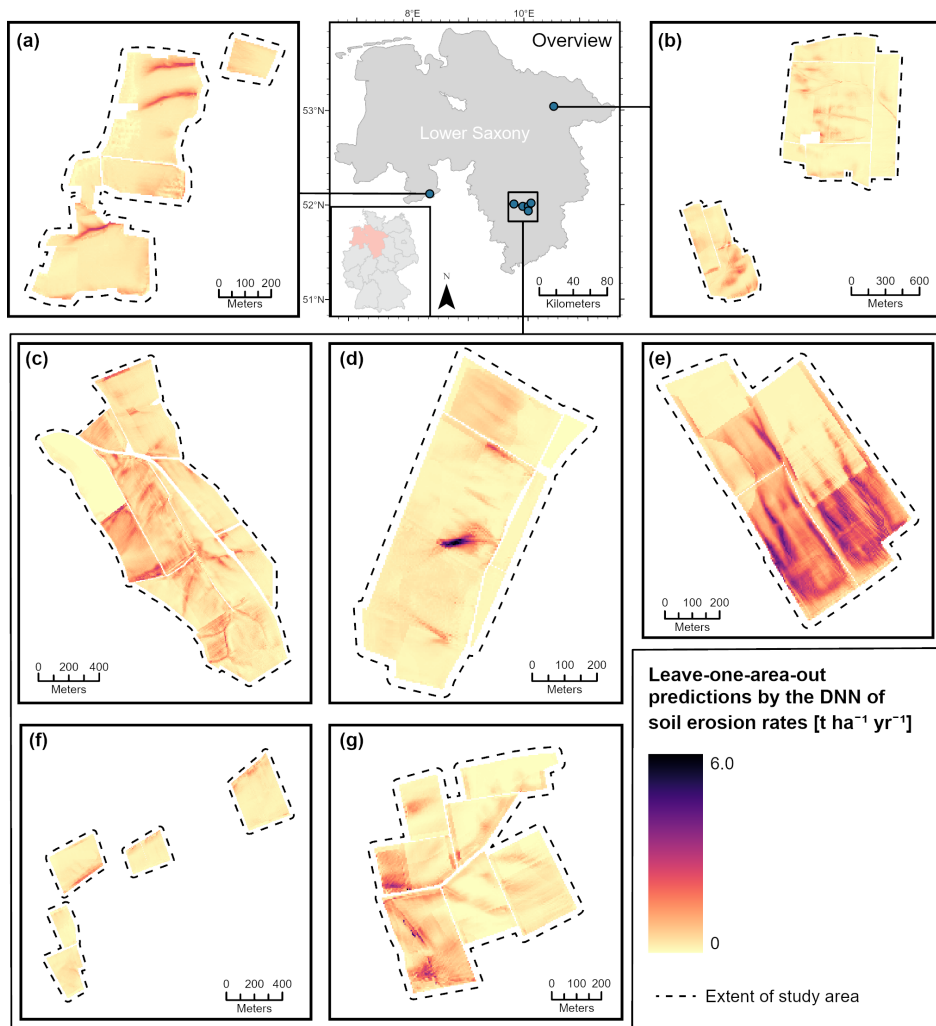 (a)
0 100 200
Meters
8°E 10°E
Overview
53°N
52°N
51°N
Lower Saxony
N
0 40 80
Kilometers
(b)
0 300 600
Meters
(c)
0 200 400
Meters
(d)
0 100 200
Meters
(e)
0 100 200
Meters
Leave-one-area-out
predictions by the DNN of
soil erosion rates [t ha⁻¹ yr⁻¹]
6.0
0
Extent of study area
(f)
0 200 400
Meters
(g)
0 100 200
Meters